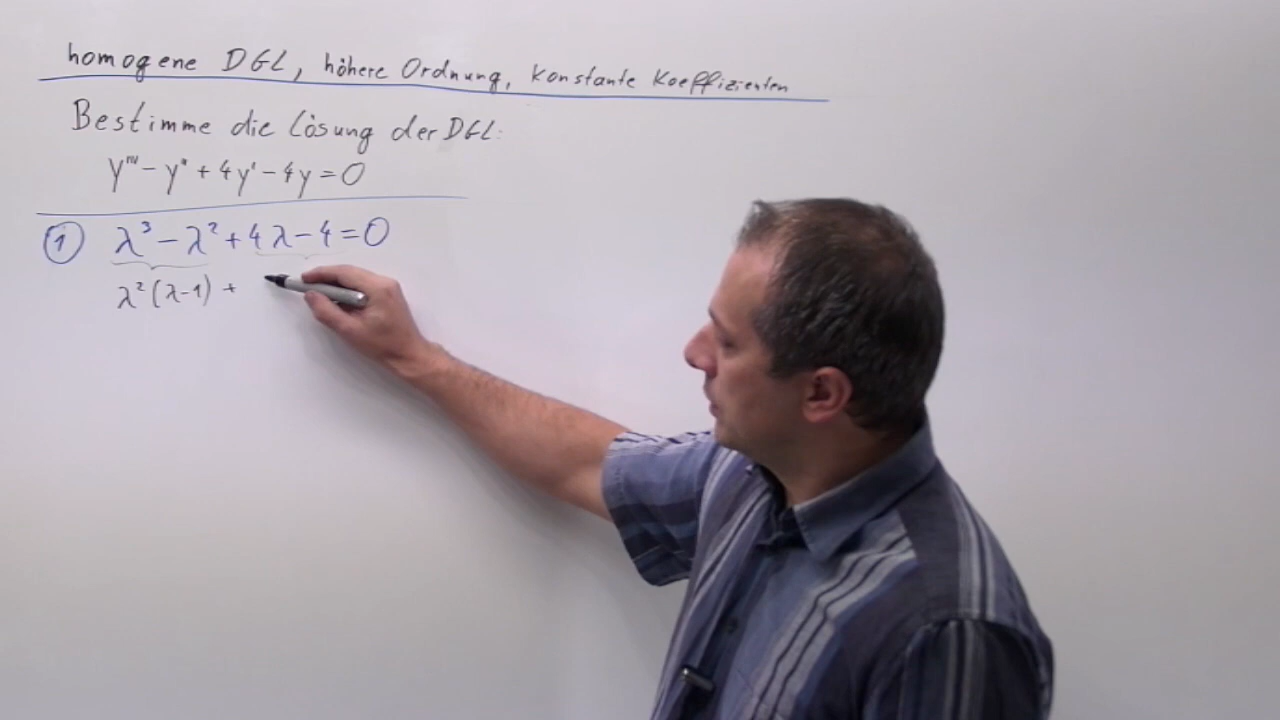 homogene DGL, höhere Ordnung, konstante Koeffizienten
Bestimme die Lösung der DGL:
y''' - y'' + 4y' - 4y = 0
① λ³ - λ² + 4λ - 4 = 0
λ²(λ-1) +